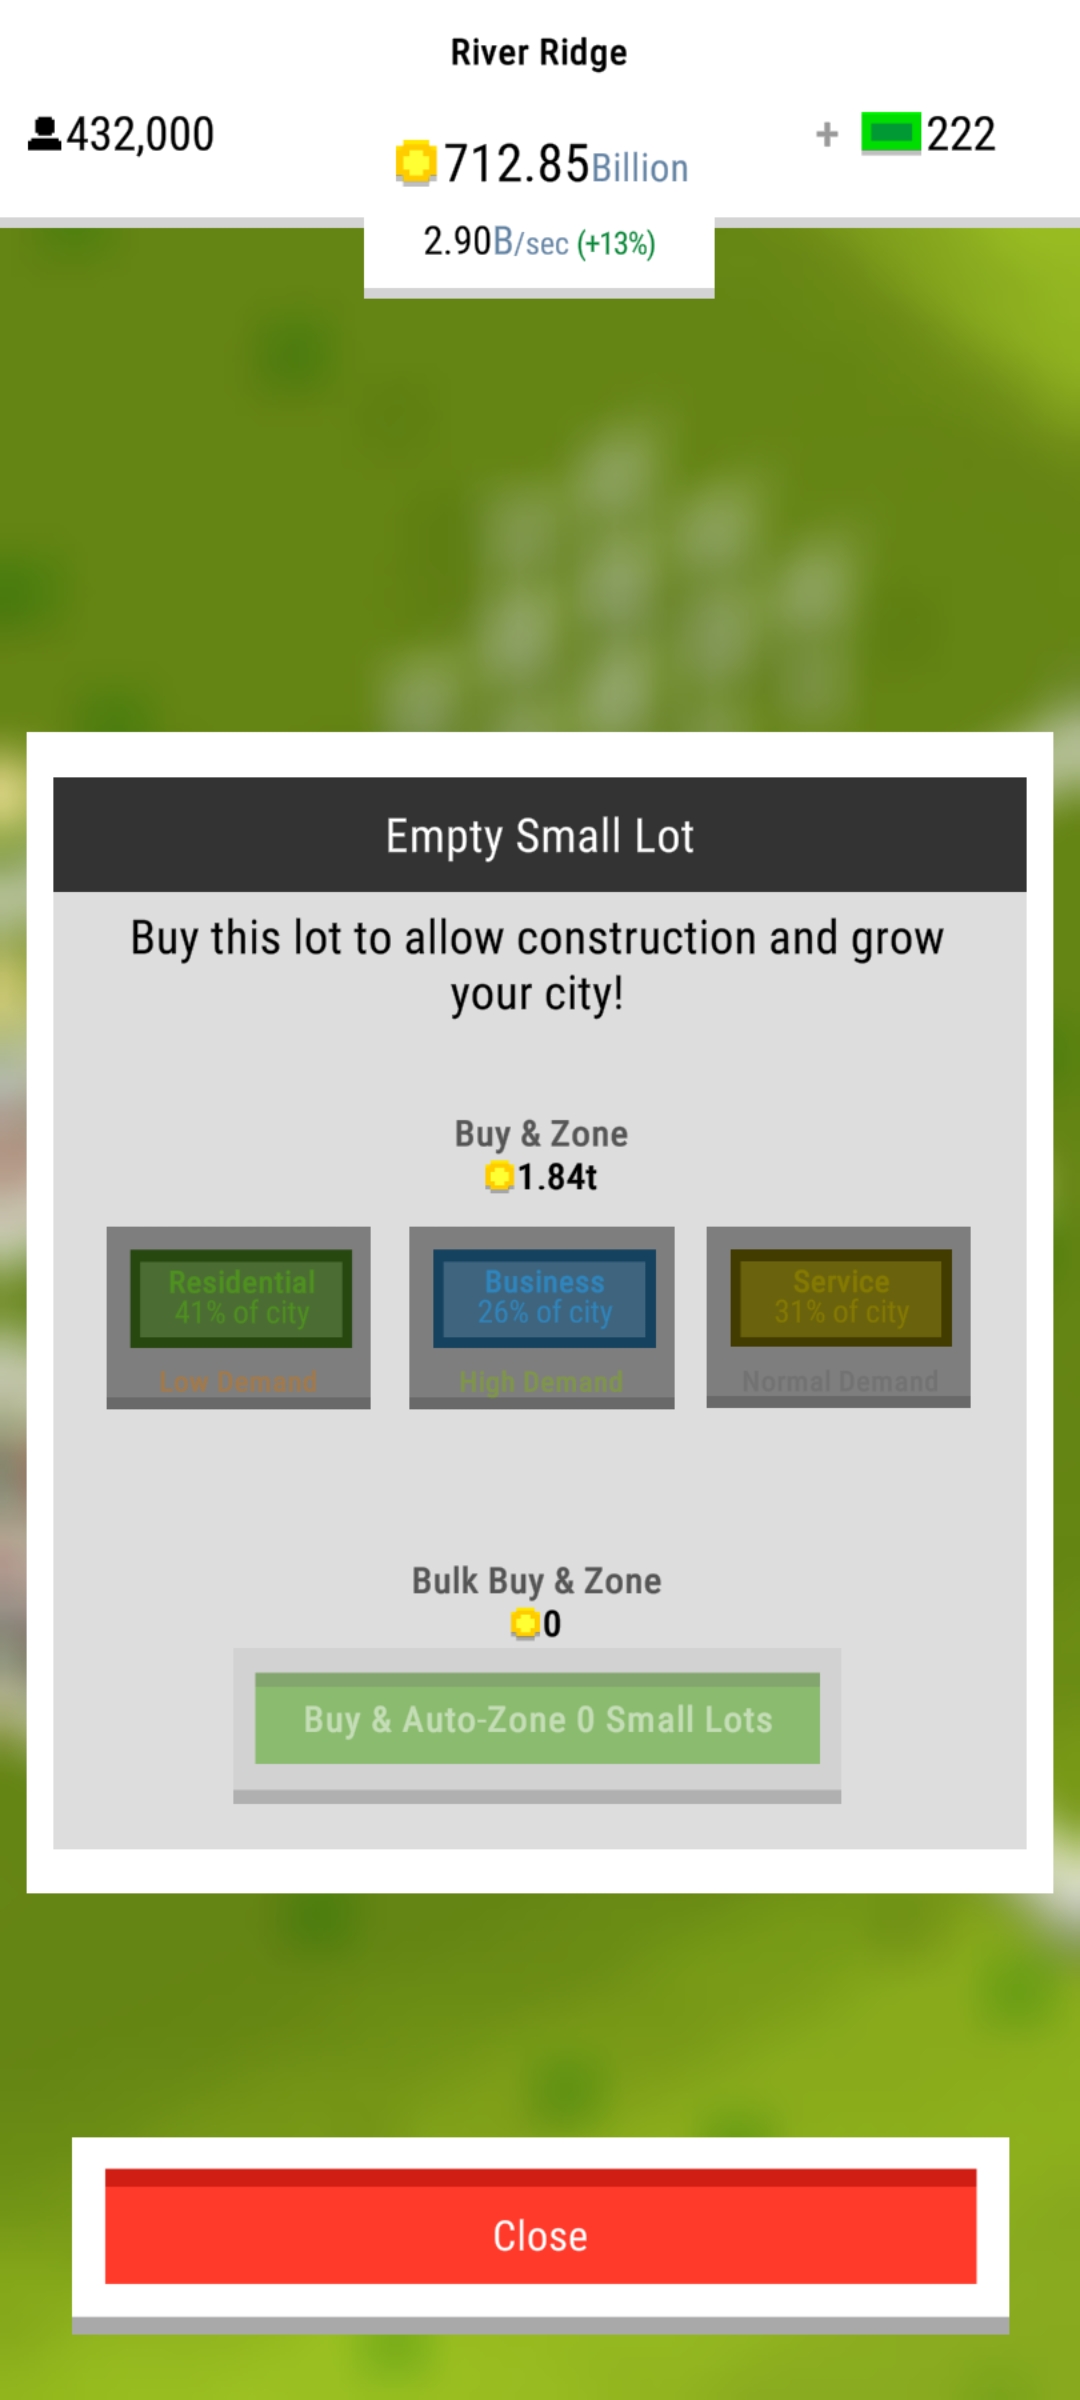 River Ridge
432,000
712.85Billion
+ 222
2.90B/sec (+13%)
Empty Small Lot
Buy this lot to allow construction and grow
your city!
Buy & Zone
1.84t
Residential
41% of city
Low Demand
Business
26% of city
High Demand
Service
31% of city
Normal Demand
Bulk Buy & Zone
0
Buy & Auto-Zone 0 Small Lots
Close